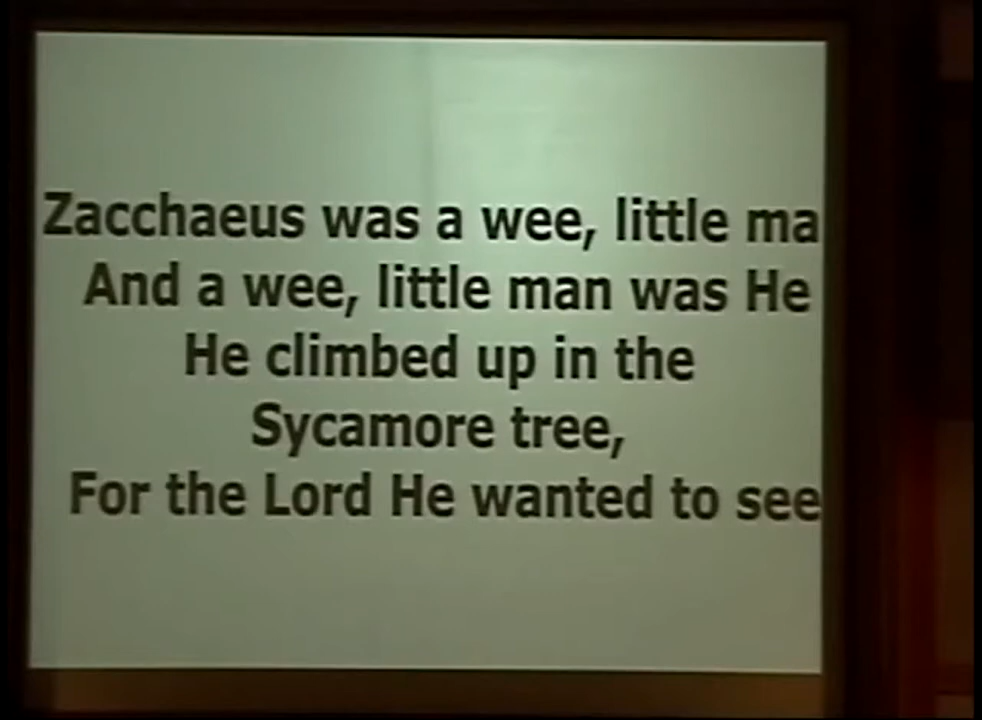 Zacchaeus was a wee, little ma
And a wee, little man was He
He climbed up in the
Sycamore tree,
For the Lord He wanted to see